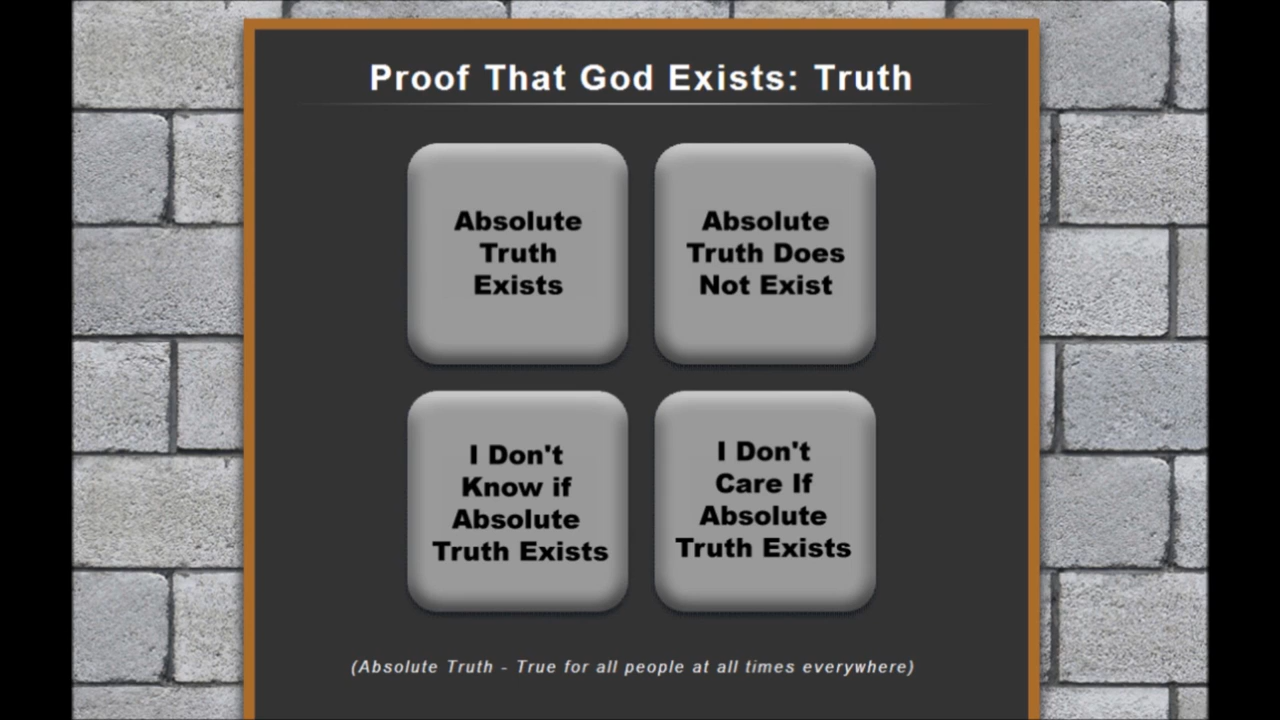 Proof That God Exists: Truth
Absolute
Truth
Exists
Absolute
Truth Does
Not Exist
I Don't
Know if
Absolute
Truth Exists
I Don't
Care If
Absolute
Truth Exists
(Absolute Truth - True for all people at all times everywhere)